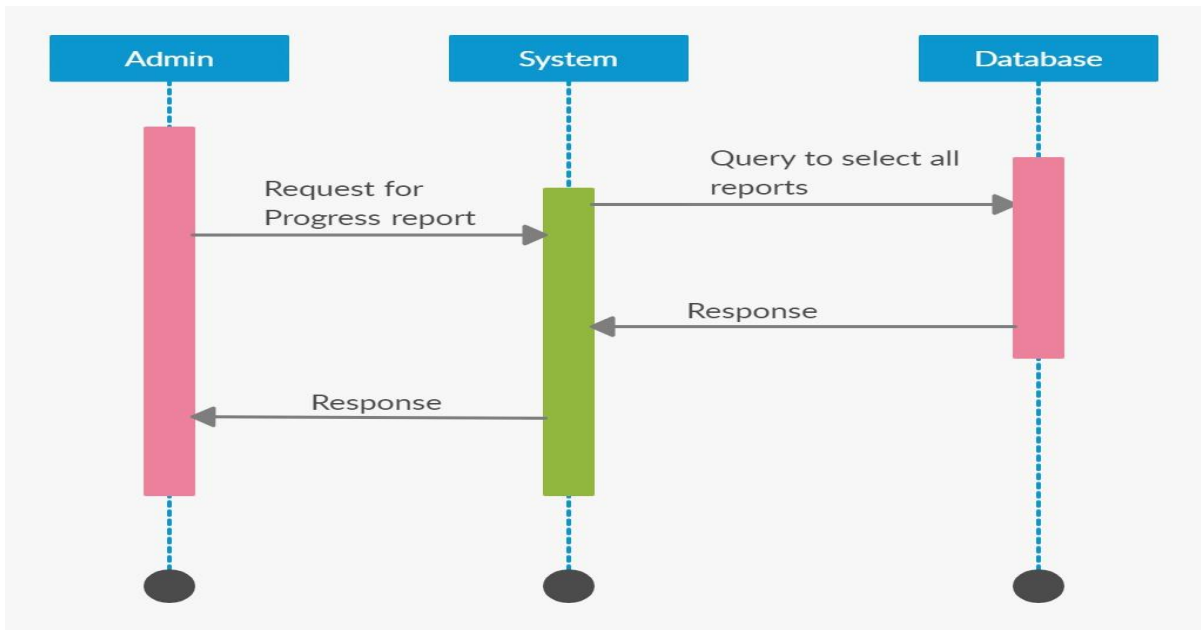 Admin
System
Database
Query to select all
reports
Request for
Progress report
Response
Response